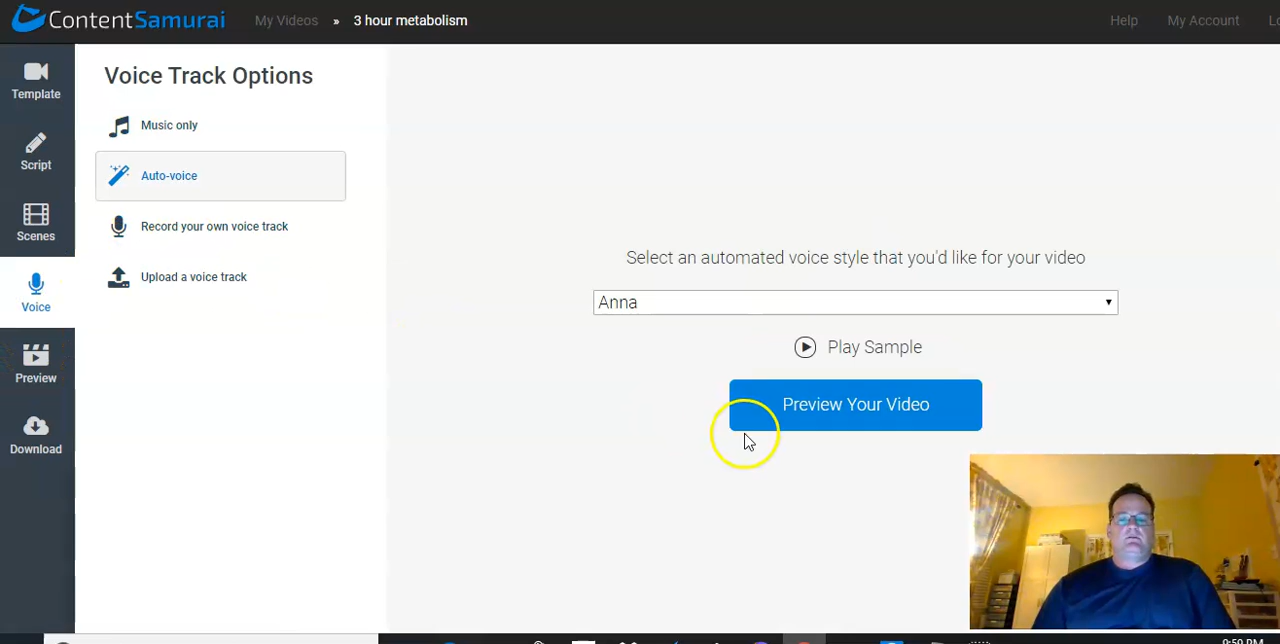 ContentSamurai My Videos » 3 hour metabolism Help My Account
Template
Script
Scenes
Voice
Preview
Download
Voice Track Options
Music only
Auto-voice
Record your own voice track
Upload a voice track
Select an automated voice style that you'd like for your video
Anna
Play Sample
Preview Your Video